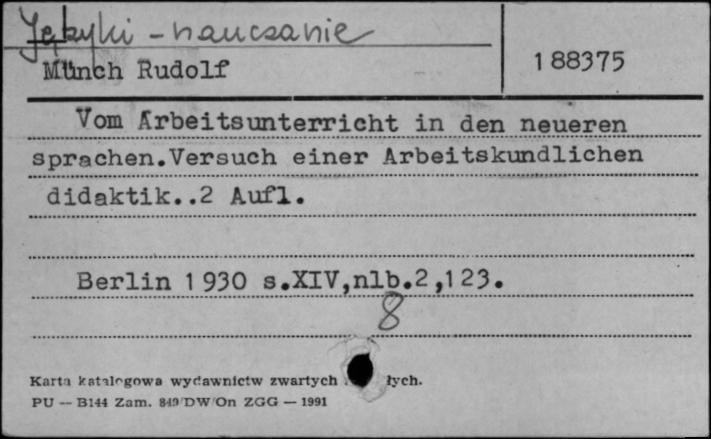 Języki - nauczanie
Münch Rudolf
188375
Vom Arbeitsunterricht in den neueren
sprachen.Versuch einer Arbeitskundlichen
didaktik..2 Aufl.
Berlin 1930 s.XIV,nlb.2,123.
8
Karta katalogowa wydawnictw zwartych łych.
PU — B144 Zam. 849/DW/On ZGG — 1991